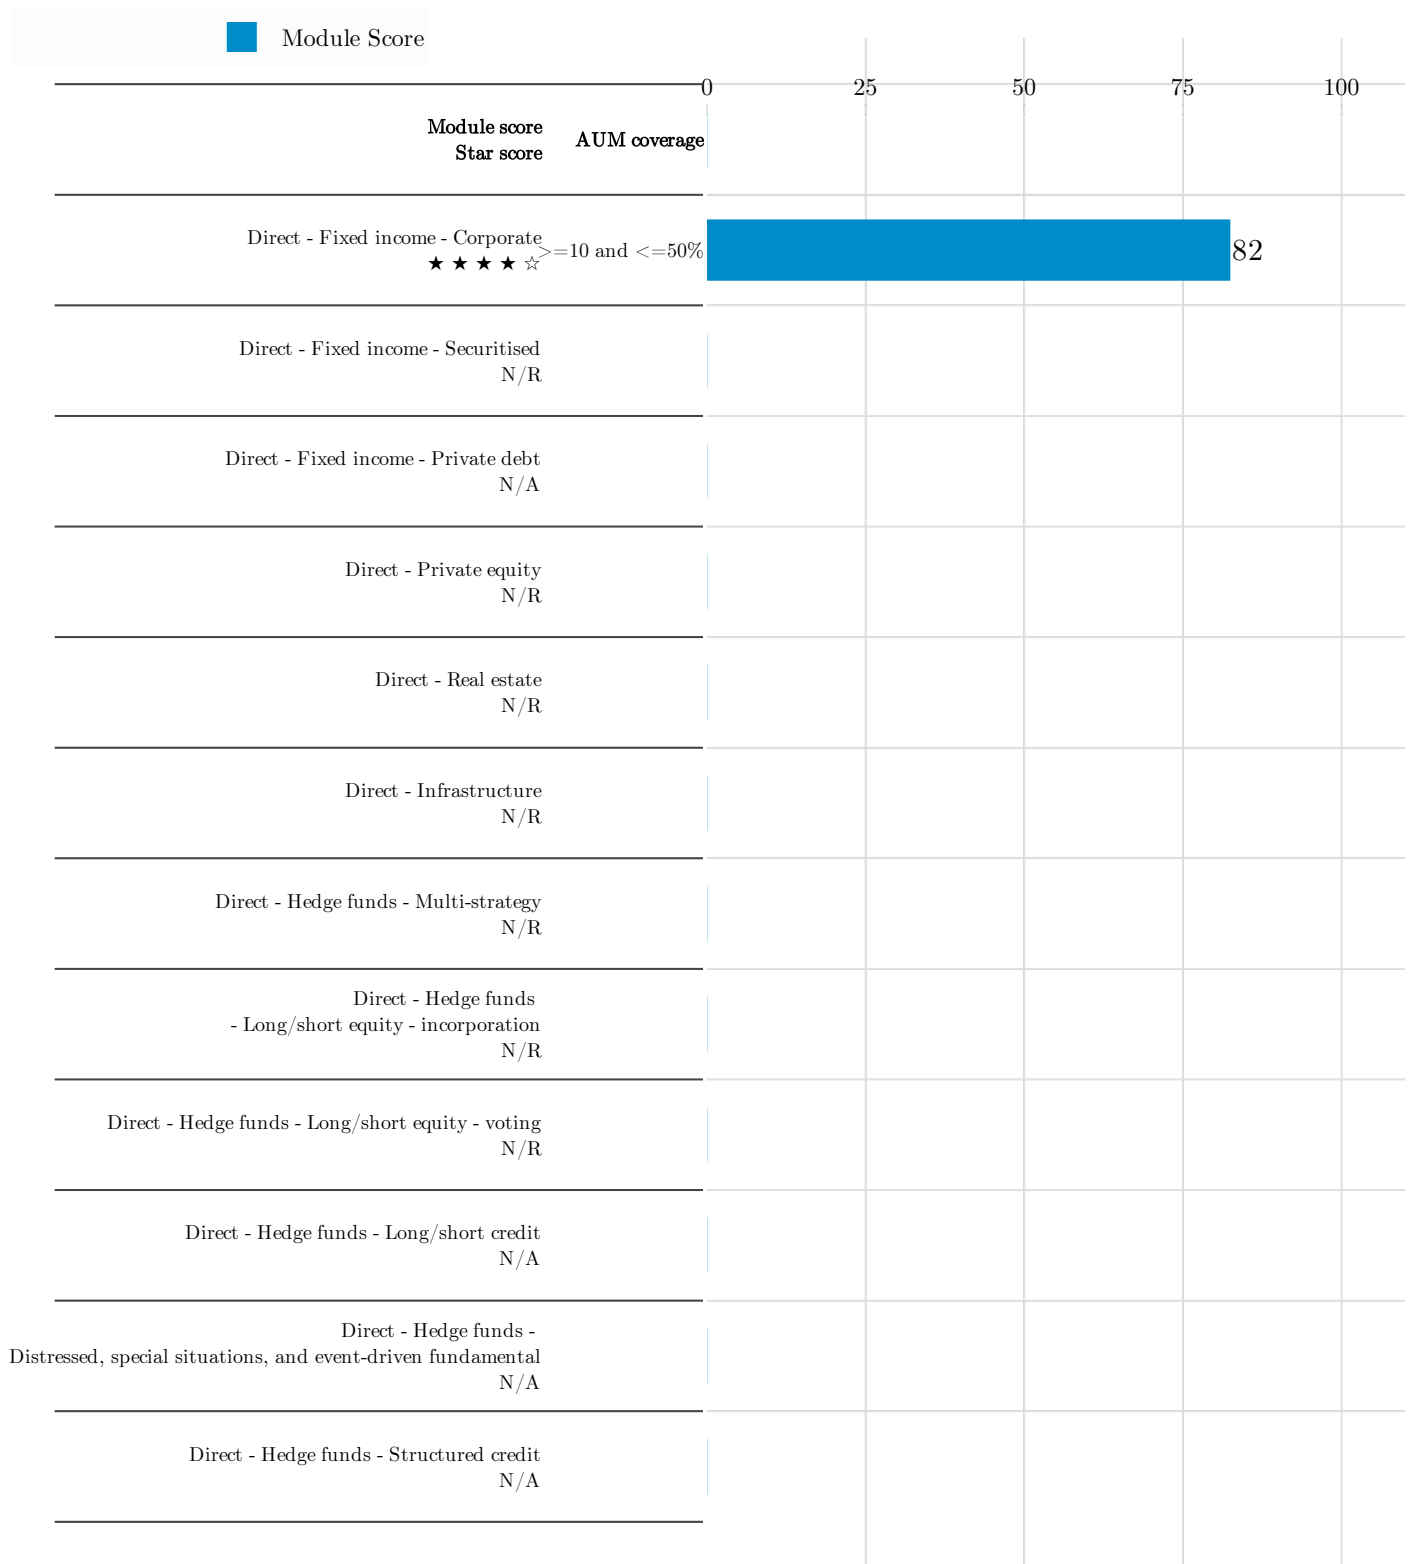 Module Score
0 25 50 75 100
Module score
Star score
AUM coverage
Direct - Fixed income - Corporate
★ ★ ★ ★ ☆
>=10 and <=50%
82
Direct - Fixed income - Securitised
N/R
Direct - Fixed income - Private debt
N/A
Direct - Private equity
N/R
Direct - Real estate
N/R
Direct - Infrastructure
N/R
Direct - Hedge funds - Multi-strategy
N/R
Direct - Hedge funds
- Long/short equity - incorporation
N/R
Direct - Hedge funds - Long/short equity - voting
N/R
Direct - Hedge funds - Long/short credit
N/A
Direct - Hedge funds -
Distressed, special situations, and event-driven fundamental
N/A
Direct - Hedge funds - Structured credit
N/A